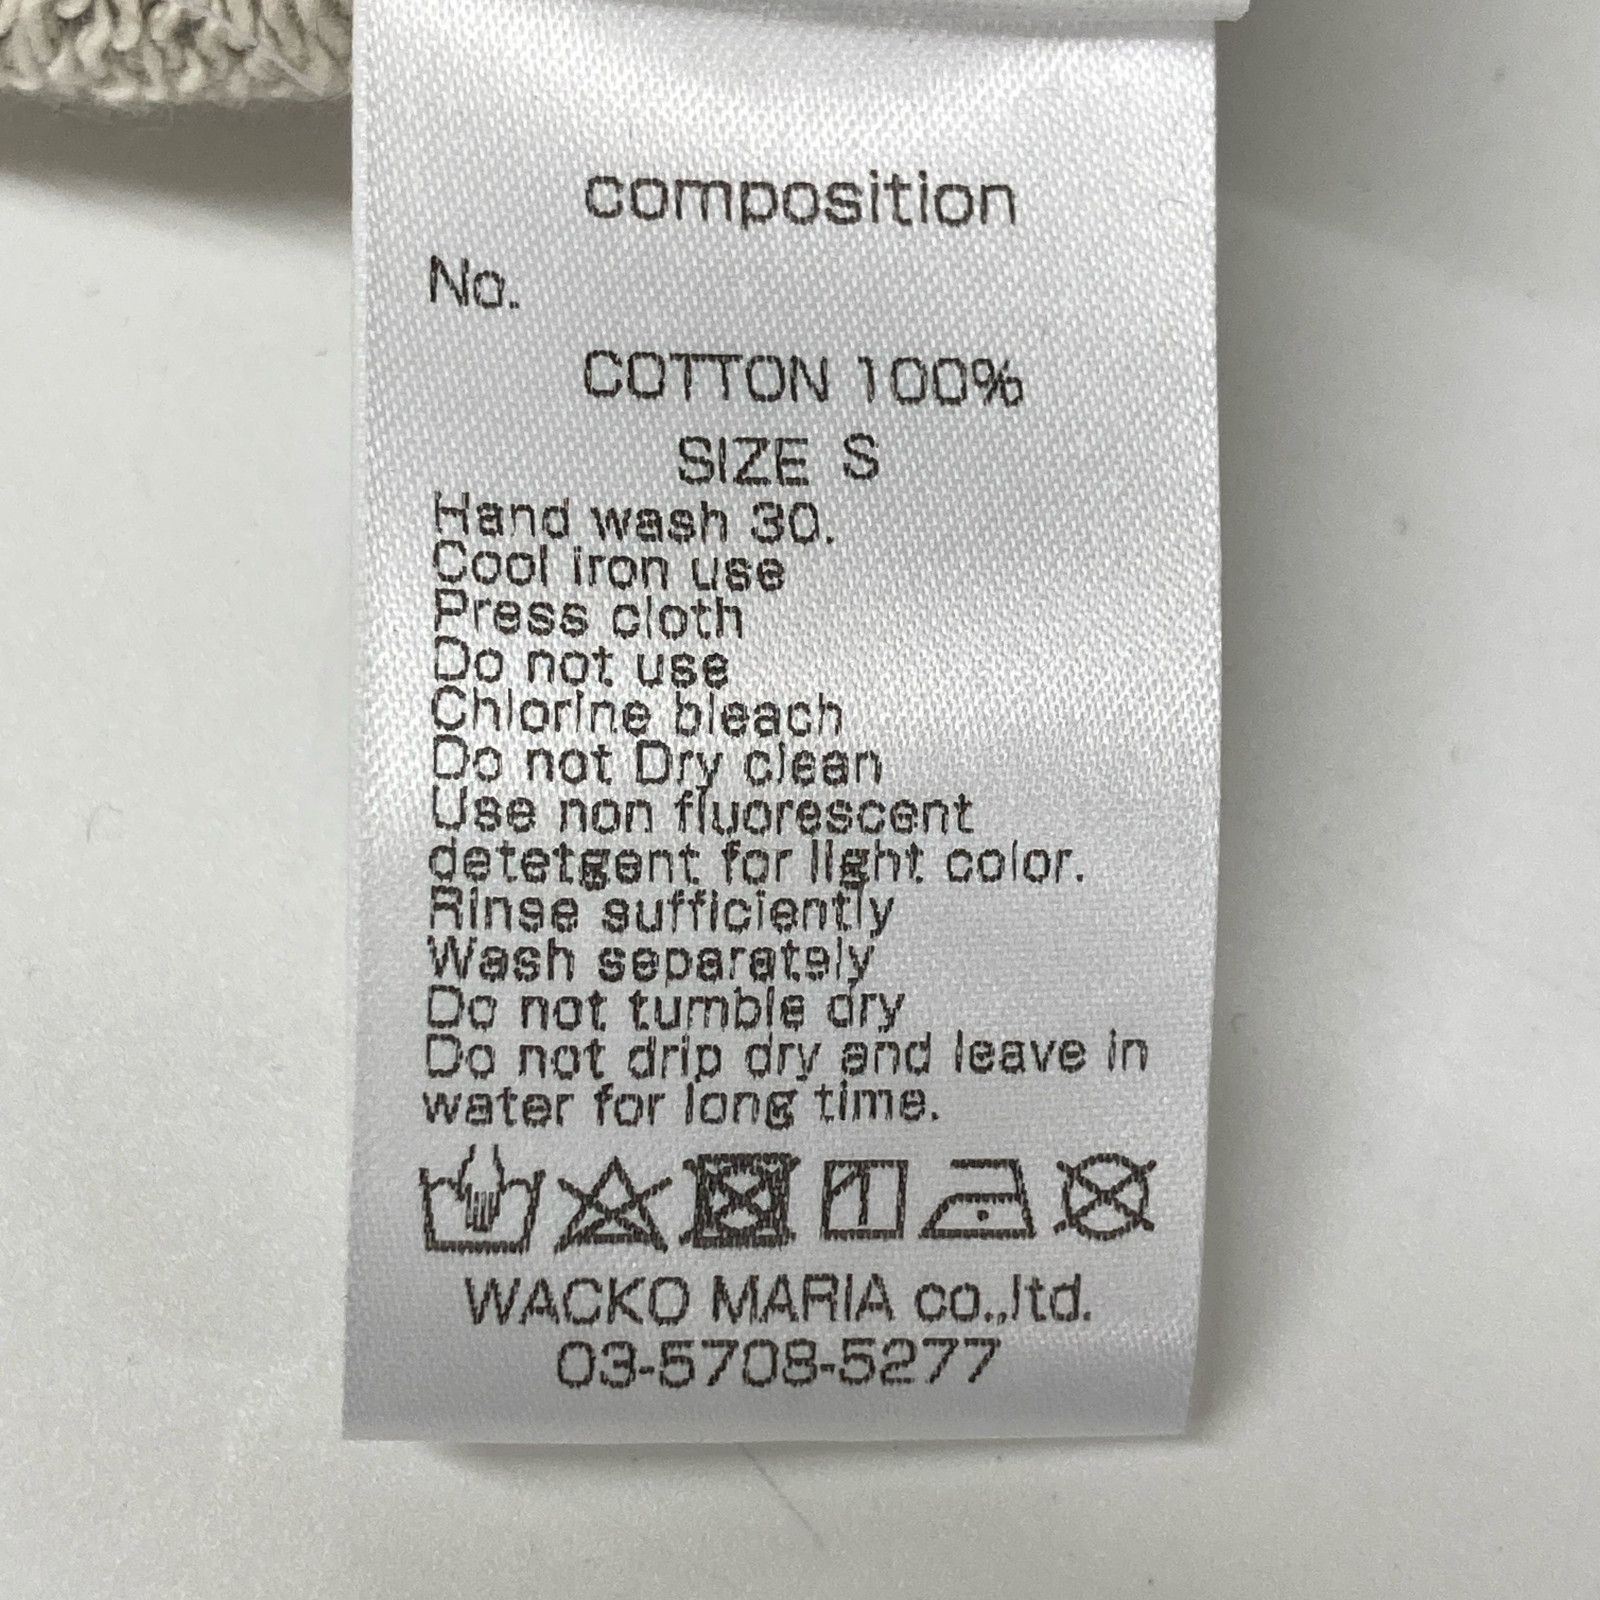 composition
No.
COTTON 100%
SIZE S
Hand wash 30.
Cool iron use
Press cloth
Do not use
Chlorine bleach
Do not Dry clean
Use non fluorescent
detetgent for light color.
Rinse sufficiently
Wash separately
Do not tumble dry
Do not drip dry and leave in
water for long time.
WACKO MARIA co.,ltd.
03-5708-5277